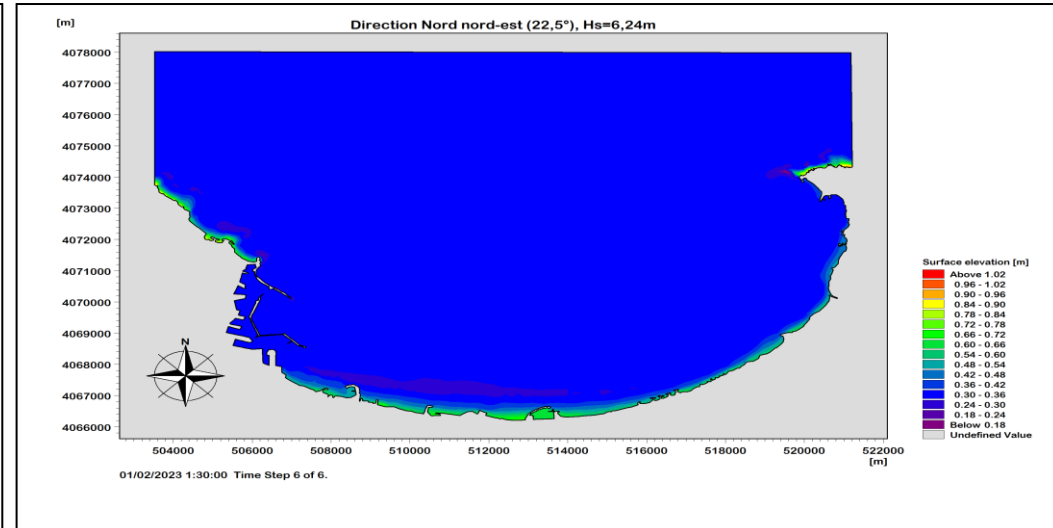 Direction Nord nord-est (22,5°), Hs=6,24m
[m]
4078000
4077000
4076000
4075000
4074000
4073000
4072000
4071000
4070000
4069000
4068000
4067000
4066000
N
504000 506000 508000 510000 512000 514000 516000 518000 520000 522000
[m]
01/02/2023 1:30:00 Time Step 6 of 6.
Surface elevation [m]
Above 1.02
0.96 - 1.02
0.90 - 0.96
0.84 - 0.90
0.78 - 0.84
0.72 - 0.78
0.66 - 0.72
0.60 - 0.66
0.54 - 0.60
0.48 - 0.54
0.42 - 0.48
0.36 - 0.42
0.30 - 0.36
0.24 - 0.30
0.18 - 0.24
Below 0.18
Undefined Value